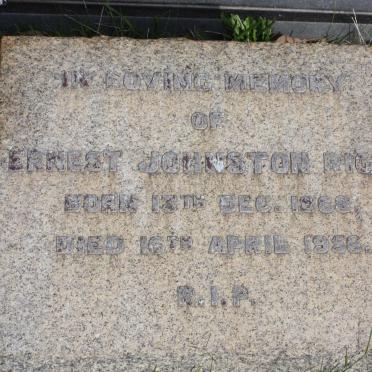 IN LOVING MEMORY
OF
ERNEST JOHNSTON
BORN 13TH DEC. 1868.
DIED 16TH APRIL 1956.
R.I.P.